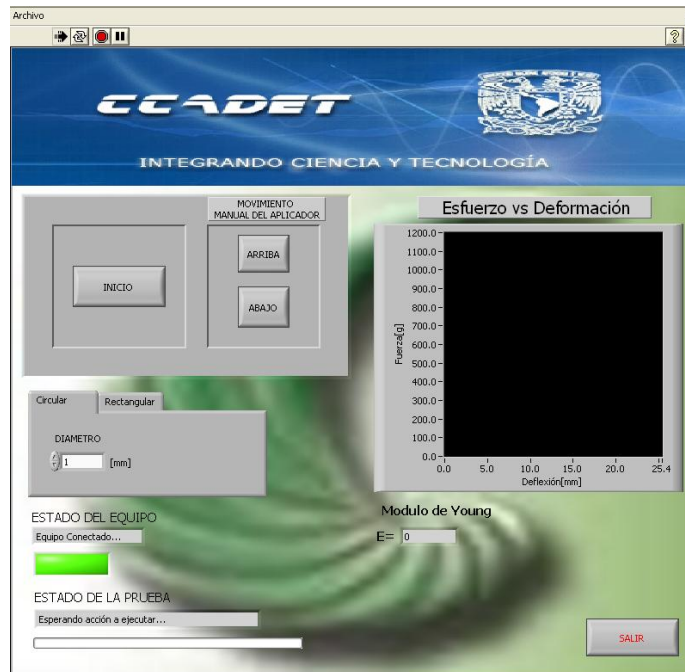 Archivo
?
CCADET
INTEGRANDO CIENCIA Y TECNOLOGÍA
MOVIMIENTO
MANUAL DEL APLICADOR
INICIO
ARRIBA
ABAJO
Esfuerzo vs Deformación
Fuerza[g]
1200.0
1100.0
1000.0
900.0
800.0
700.0
600.0
500.0
400.0
300.0
200.0
100.0
0.0
0.0 5.0 10.0 15.0 20.0 25.4
Deflexión[mm]
Circular Rectangular
DIAMETRO
1 [mm]
ESTADO DEL EQUIPO
Equipo Conectado...
Modulo de Young
E= 0
ESTADO DE LA PRUEBA
Esperando acción a ejecutar...
SALIR